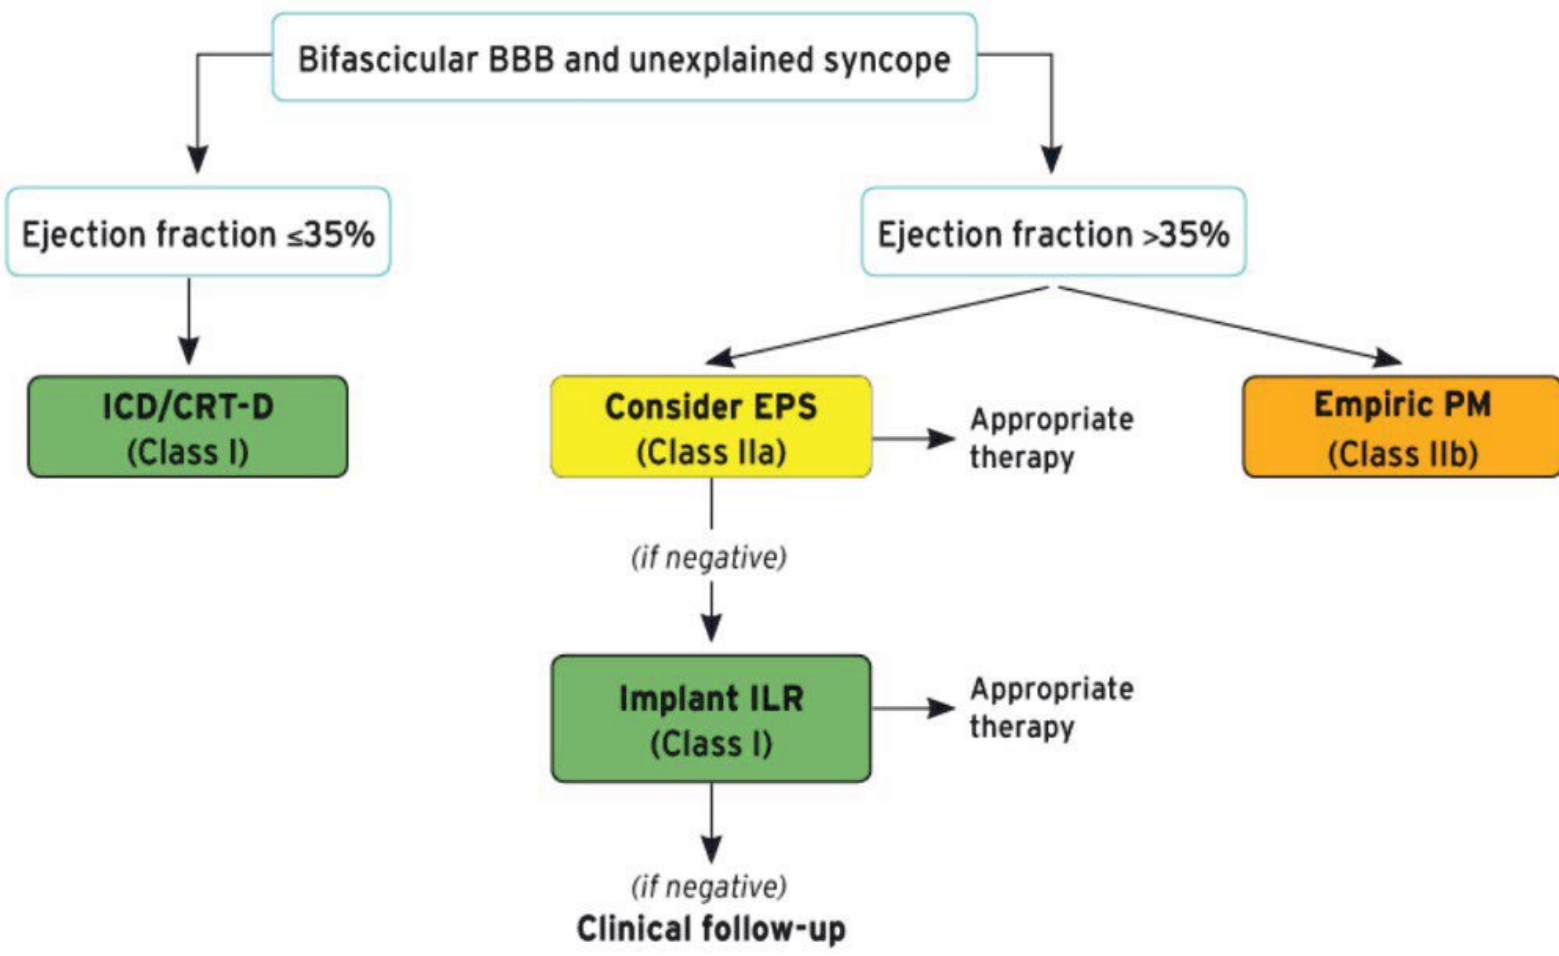 Bifascicular BBB and unexplained syncope
Ejection fraction ≤35%
Ejection fraction >35%
ICD/CRT-D
(Class I)
Consider EPS
(Class IIa)
Appropriate
therapy
Empiric PM
(Class IIb)
(if negative)
Implant ILR
(Class I)
Appropriate
therapy
(if negative)
Clinical follow-up